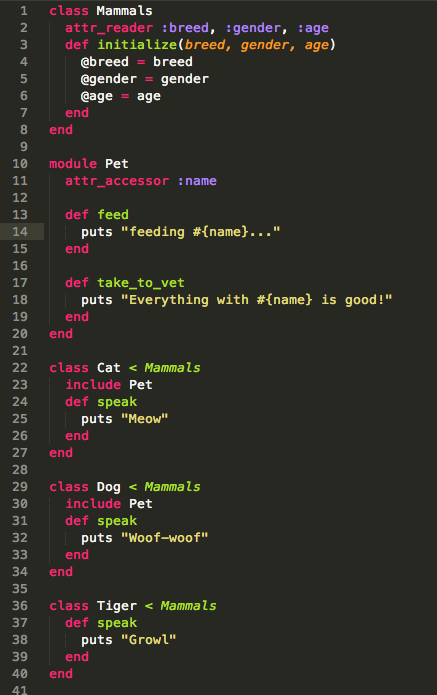 1 class Mammals
2   attr_reader :breed, :gender, :age
3   def initialize(breed, gender, age)
4     @breed = breed
5     @gender = gender
6     @age = age
7   end
8 end
9
10 module Pet
11   attr_accessor :name
12
13   def feed
14     puts "feeding #{name}..."
15   end
16
17   def take_to_vet
18     puts "Everything with #{name} is good!"
19   end
20 end
21
22 class Cat < Mammals
23   include Pet
24   def speak
25     puts "Meow"
26   end
27 end
28
29 class Dog < Mammals
30   include Pet
31   def speak
32     puts "Woof-woof"
33   end
34 end
35
36 class Tiger < Mammals
37   def speak
38     puts "Growl"
39   end
40 end
41